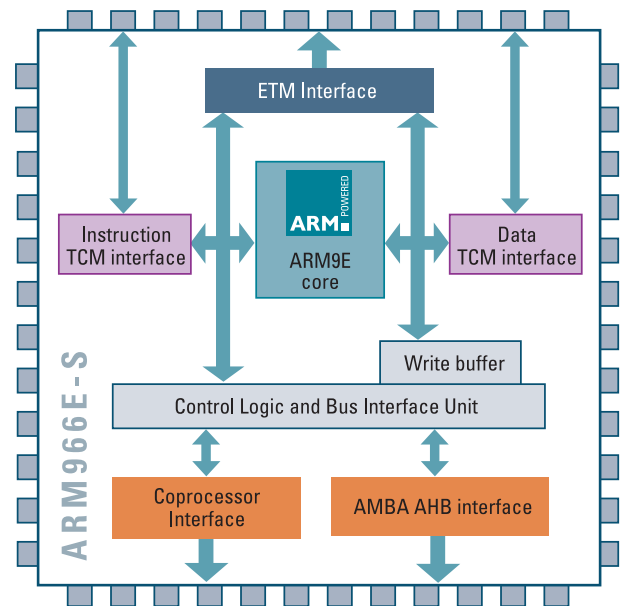 ETM Interface
ARM
POWERED
Instruction
TCM interface
ARM9E
core
Data
TCM interface
Write buffer
Control Logic and Bus Interface Unit
Coprocessor
Interface
AMBA AHB interface
ARM966E-S